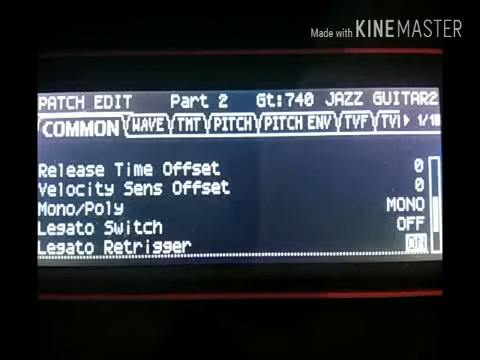 Made with KINEMASTER
PATCH EDIT Part 2 Gt:740 JAZZ GUITAR2
COMMON WAVE TMT PITCH PITCH ENV TVF 1/18
Release Time Offset 0
Velocity Sens Offset 0
Mono/Poly MONO
Legato Switch OFF
Legato Retrigger ON